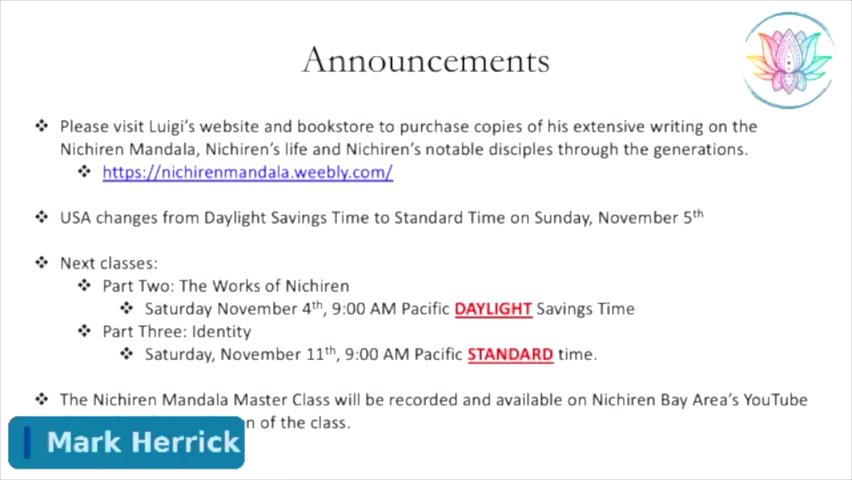 Announcements
❖ Please visit Luigi's website and bookstore to purchase copies of his extensive writing on the
Nichiren Mandala, Nichiren's life and Nichiren's notable disciples through the generations.
❖ https://nichirenmandala.weebly.com/
❖ USA changes from Daylight Savings Time to Standard Time on Sunday, November 5th
❖ Next classes:
❖ Part Two: The Works of Nichiren
❖ Saturday November 4th, 9:00 AM Pacific DAYLIGHT Savings Time
❖ Part Three: Identity
❖ Saturday, November 11th, 9:00 AM Pacific STANDARD time.
❖ The Nichiren Mandala Master Class will be recorded and available on Nichiren Bay Area's YouTube
of the class.
Mark Herrick